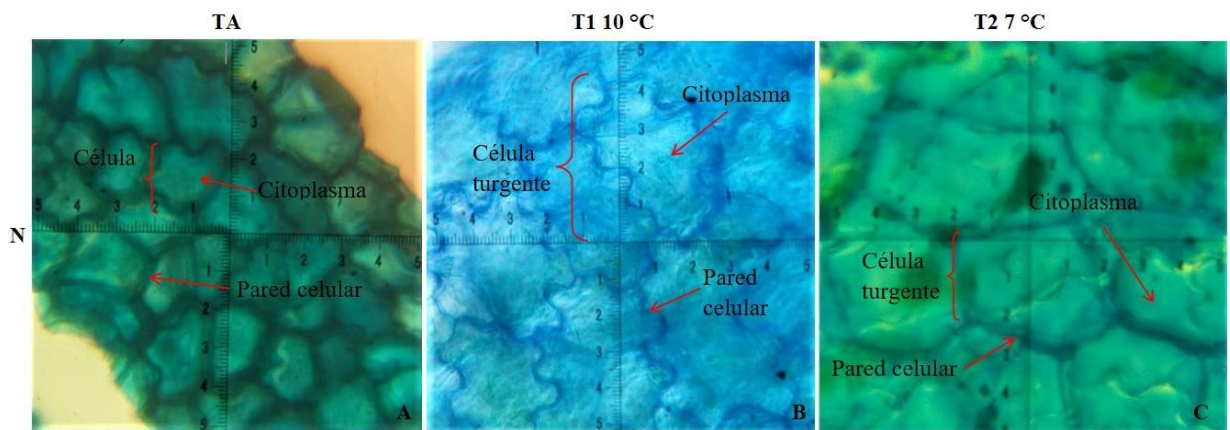 TA
T1 10 °C
T2 7 °C
N
Célula
Citoplasma
Pared celular
A
Citoplasma
Célula
turgente
Pared
celular
B
Citoplasma
Célula
turgente
Pared celular
C